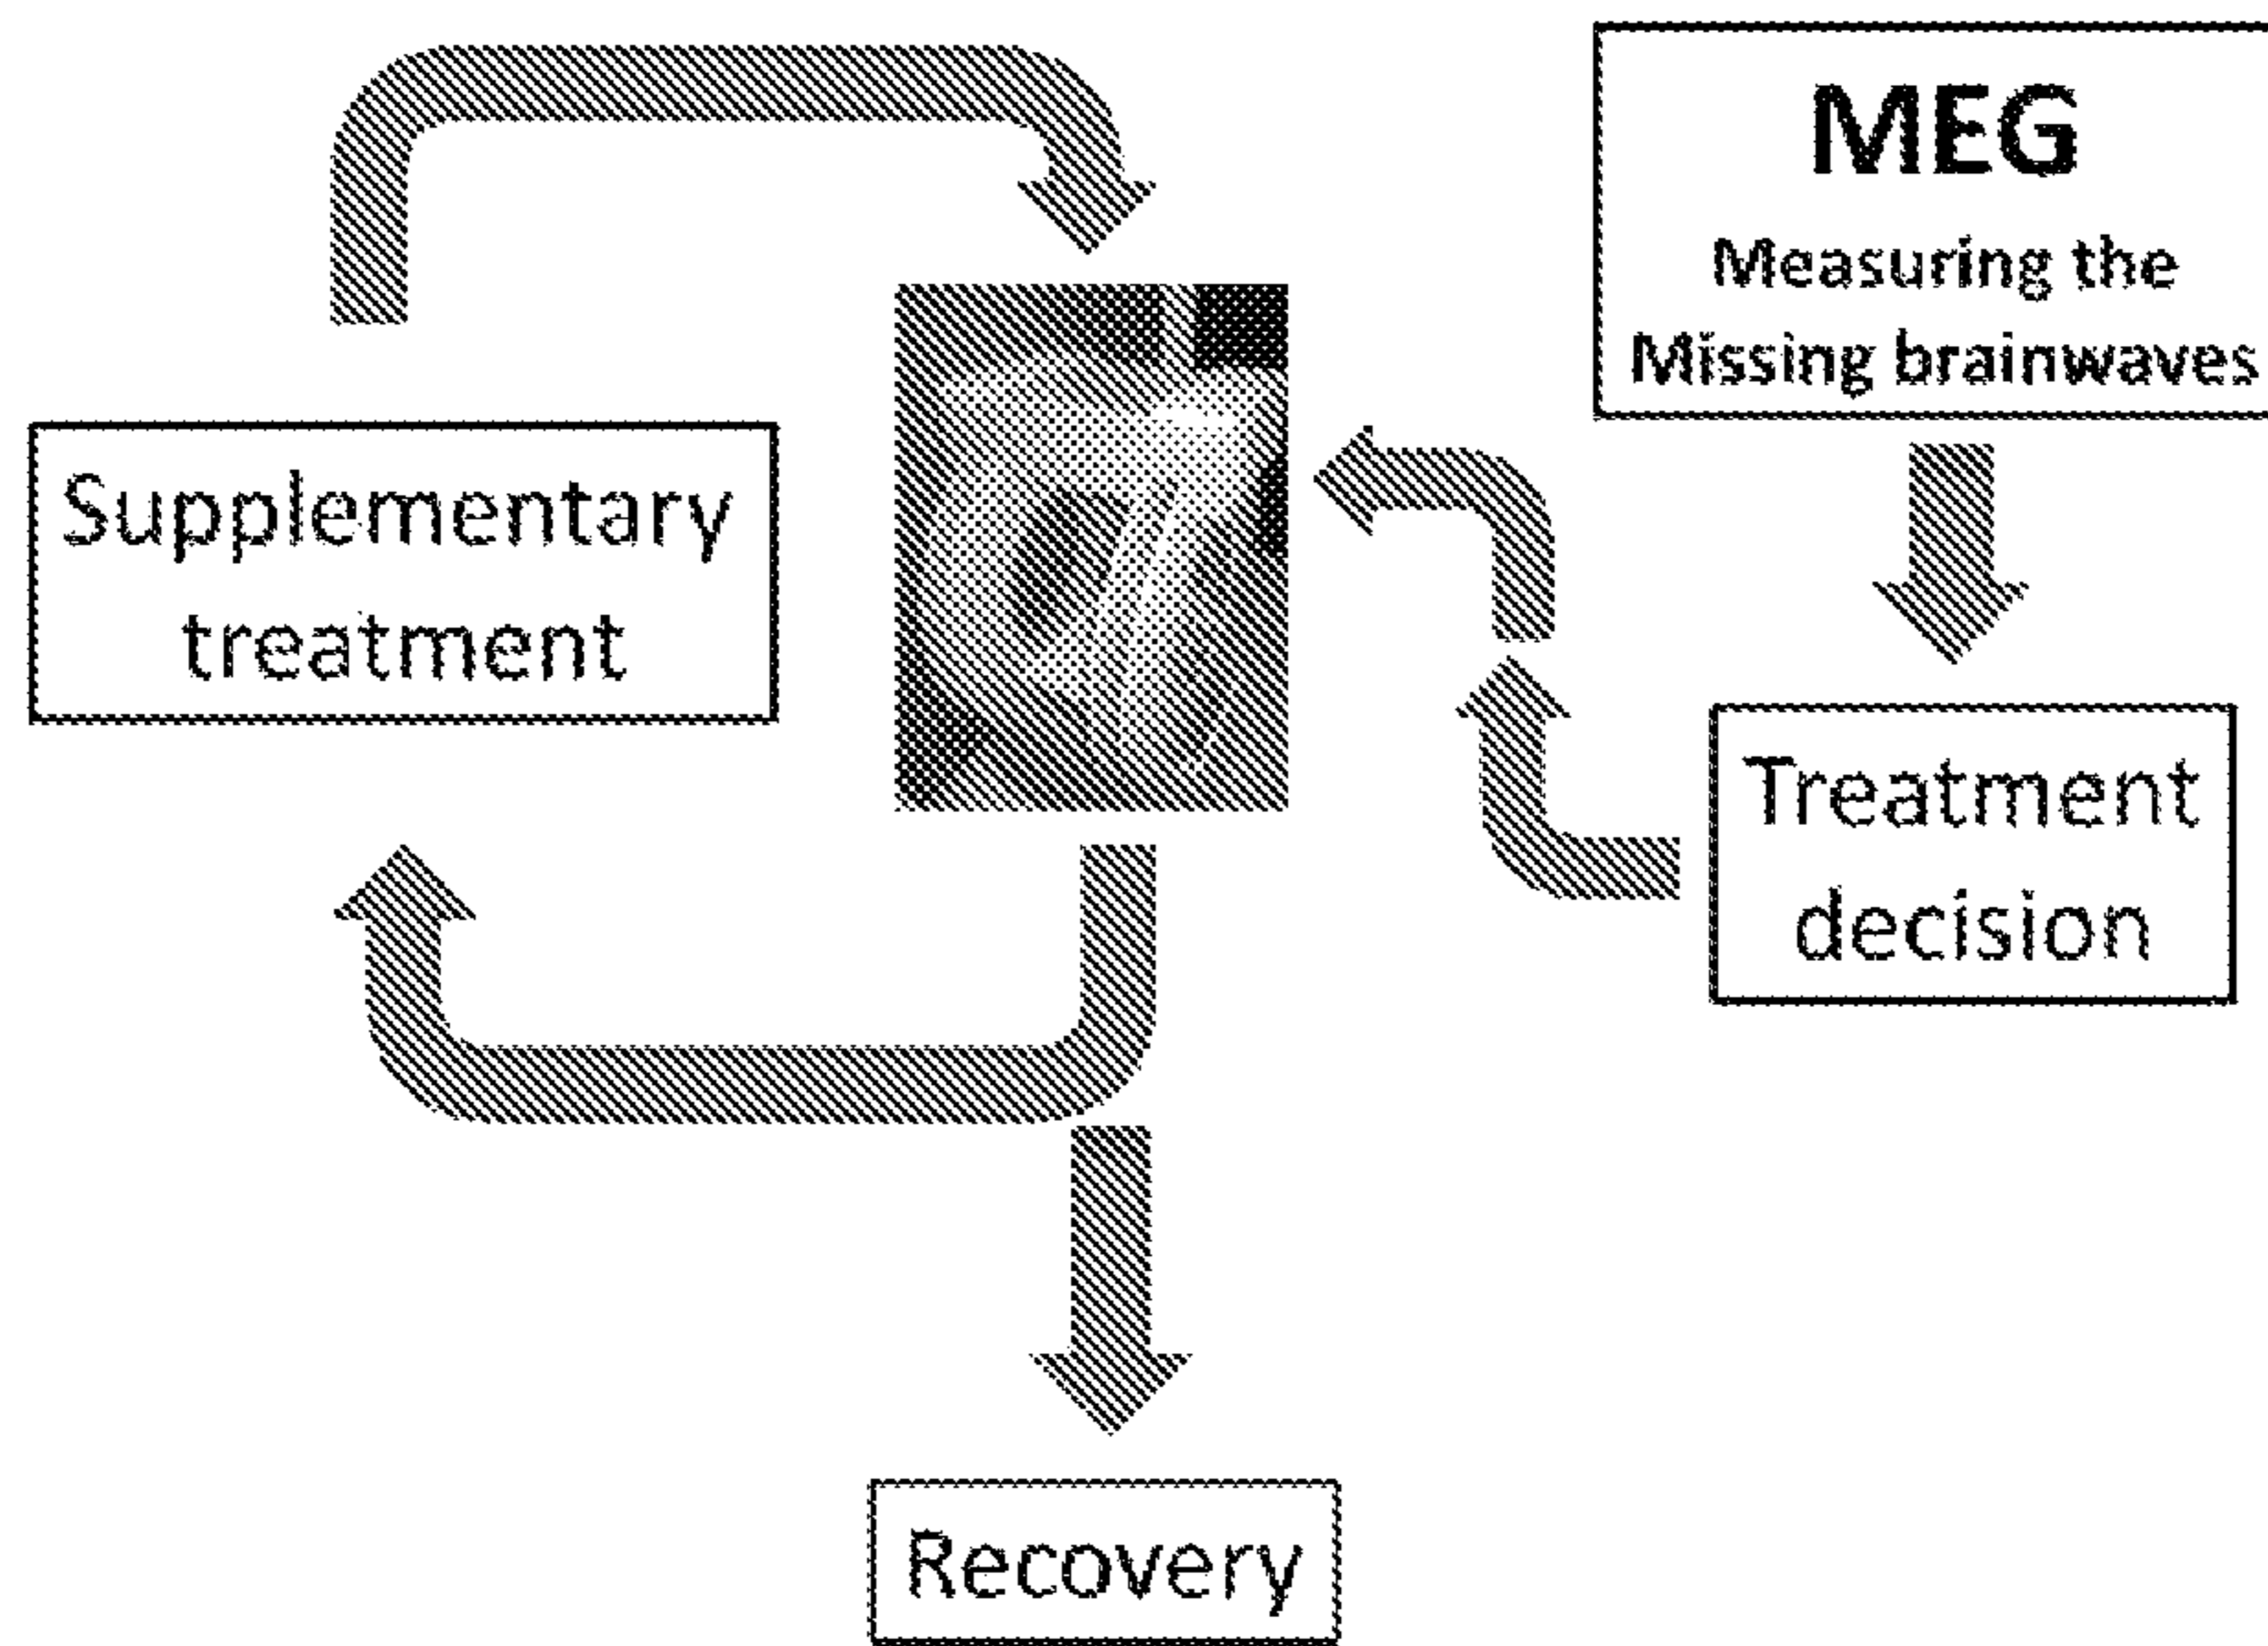 MEG
Measuring the
Missing brainwaves
Supplementary
treatment
Treatment
decision
Recovery